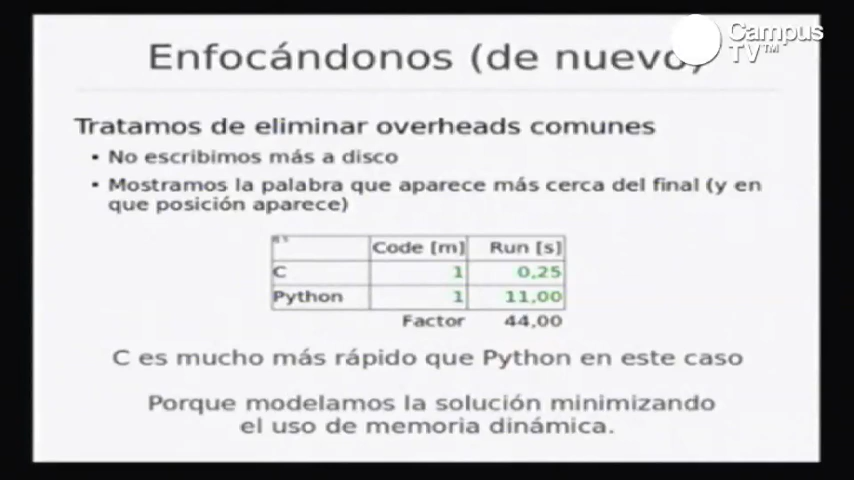 Campus
TV™
Enfocándonos (de nuevo)
Tratamos de eliminar overheads comunes
• No escribimos más a disco
• Mostramos la palabra que aparece más cerca del final (y en
que posición aparece)
Code [m] Run [s]
C 1 0,25
Python 1 11,00
Factor 44,00
C es mucho más rápido que Python en este caso
Porque modelamos la solución minimizando
el uso de memoria dinámica.